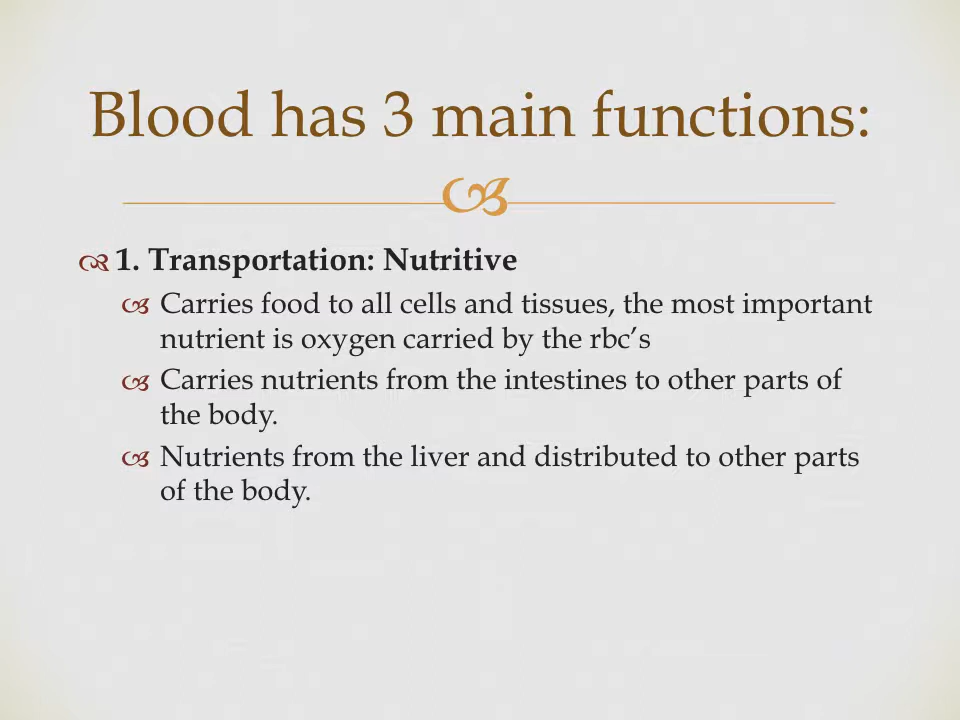 Blood has 3 main functions:
1. Transportation: Nutritive
Carries food to all cells and tissues, the most important
nutrient is oxygen carried by the rbc’s
Carries nutrients from the intestines to other parts of
the body.
Nutrients from the liver and distributed to other parts
of the body.